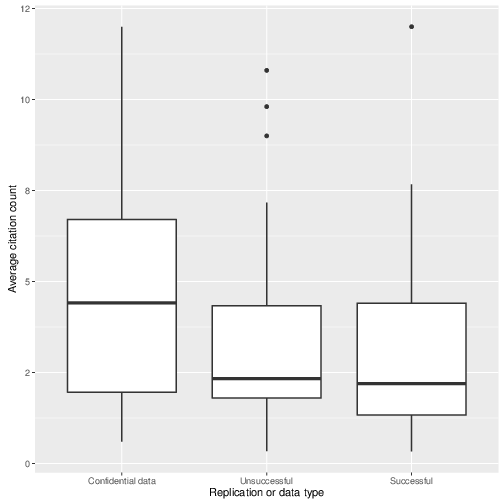 Average citation count
12
10
8
5
2
0
Confidential data
Unsuccessful
Successful
Replication or data type